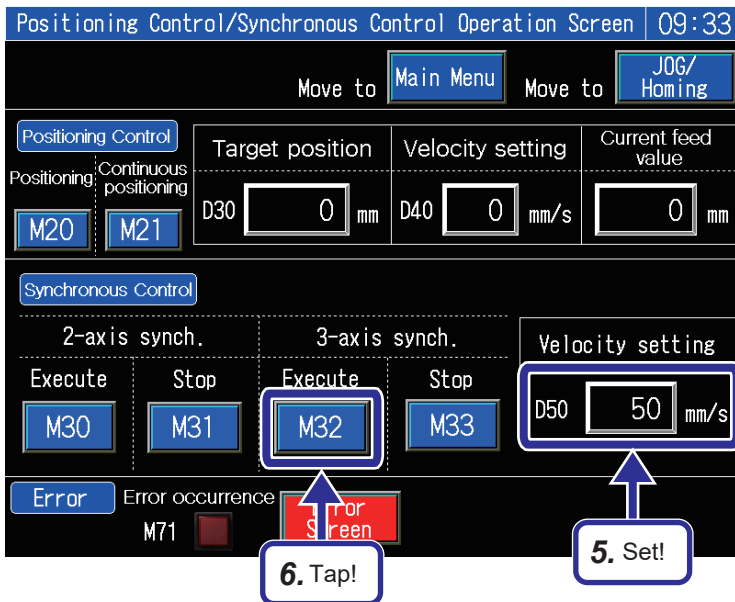 Positioning Control/Synchronous Control Operation Screen 09:33
Move to Main Menu Move to JOG/
Homing
Positioning Control
Positioning Continuous
positioning
M20 M21
Target position Velocity setting Current feed
value
D30 0 mm D40 0 mm/s 0 mm
Synchronous Control
2-axis synch. 3-axis synch. Velocity setting
Execute Stop Execute Stop
M30 M31 M32 M33 D50 50 mm/s
Error Error occurrence
M71
Screen
6. Tap!
5. Set!